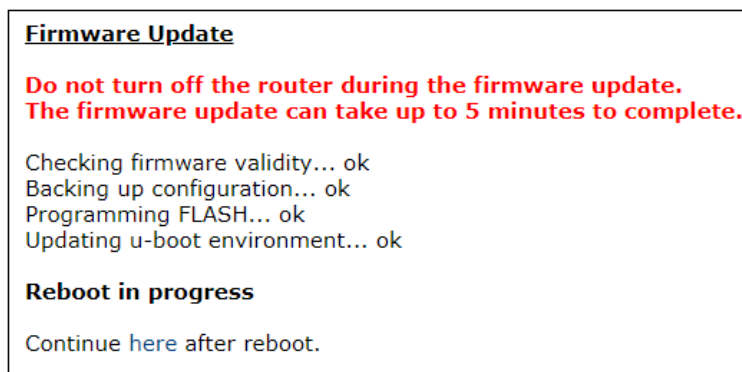 Firmware Update
Do not turn off the router during the firmware update.
The firmware update can take up to 5 minutes to complete.
Checking firmware validity... ok
Backing up configuration... ok
Programming FLASH... ok
Updating u-boot environment... ok
Reboot in progress
Continue here after reboot.